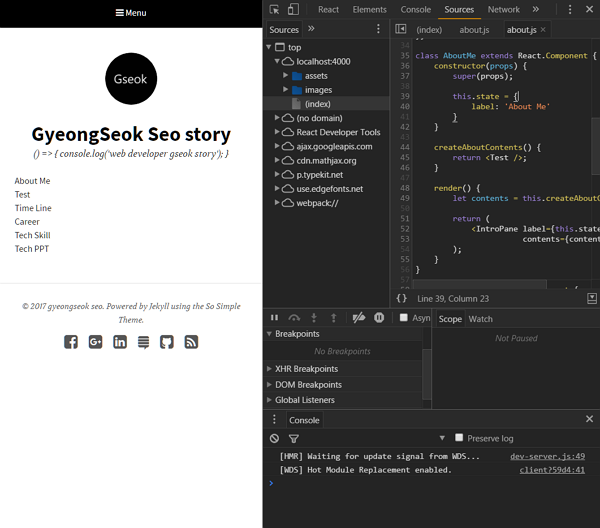 Menu
Gseok
GyeongSeok Seo story
() => { console.log('web developer gseok story'); }
About Me
Test
Time Line
Career
Tech Skill
Tech PPT
© 2017 gyeongseok seo. Powered by Jekyll using the So Simple
Theme.
React Elements Console Sources Network »
Sources »
(index) about.js about.js ×
top
localhost:4000
assets
images
(index)
(no domain)
React Developer Tools
ajax.googleapis.com
cdn.mathjax.org
p.typekit.net
use.edgefonts.net
webpack://
34
35 class AboutMe extends React.Component {
36 constructor(props) {
37 super(props);
38
39 this.state = {
40 label: 'About Me'
41 }
42 }
43
44 createAboutContents() {
45 return <Test />;
46 }
47
48 render() {
49 let contents = this.createAboutC
50
51 return (
52 <IntroPane label={this.state
53 contents={content
54 );
55 }
56 }
57
{} Line 39, Column 23
Asyn
Breakpoints
No Breakpoints
XHR Breakpoints
DOM Breakpoints
Global Listeners
Scope Watch
Not Paused
Console
Preserve log
[HMR] Waiting for update signal from WDS... dev-server.js:49
[WDS] Hot Module Replacement enabled. client?59d4:41